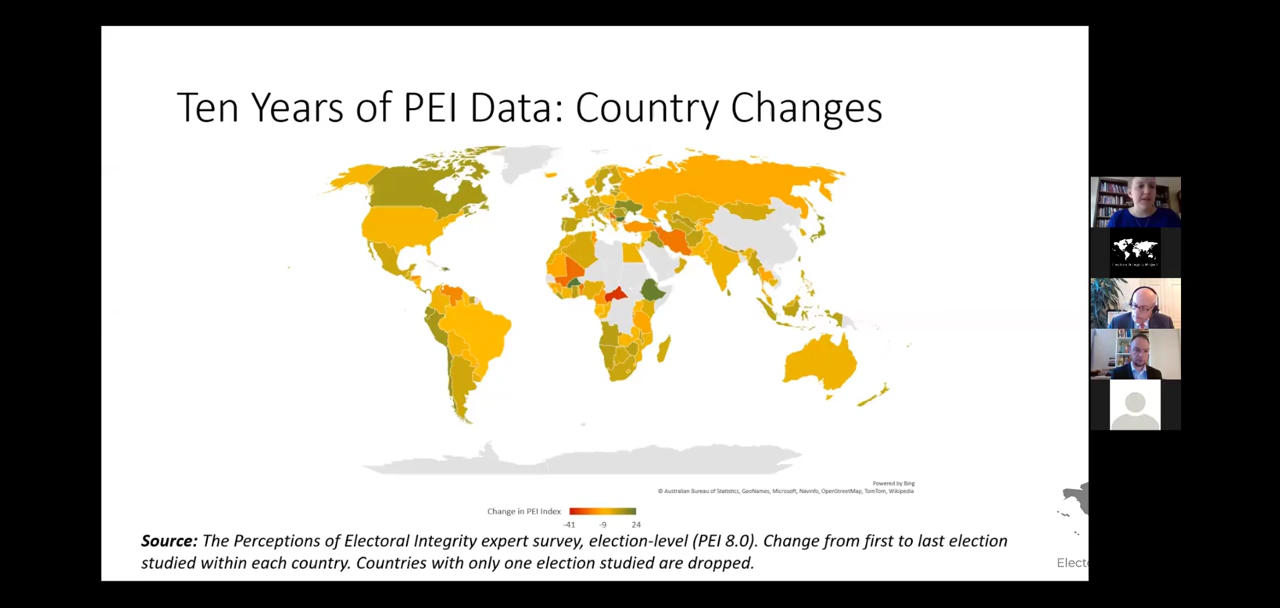 Ten Years of PEI Data: Country Changes
Powered by Bing
© Australian Bureau of Statistics, GeoNames, Microsoft, Navinfo, OpenStreetMap, TomTom, Wikipedia
Change in PEI Index
-41 -9 24
Source: The Perceptions of Electoral Integrity expert survey, election-level (PEI 8.0). Change from first to last election
studied within each country. Countries with only one election studied are dropped.
Electoral Integrity Project